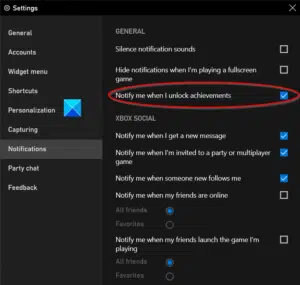 Settings
General
Accounts
Widget menu
Shortcuts
Personalization
Capturing
Notifications
Party chat
Feedback
GENERAL
Silence notification sounds
Hide notifications when I'm playing a fullscreen
game
Notify me when I unlock achievements
XBOX SOCIAL
Notify me when I get a new message
Notify me when I'm invited to a party or multiplayer
game
Notify me when someone new follows me
Notify me when my friends are online
All friends
Favorites
Notify me when my friends launch the game I'm
playing
All friends
Favorites